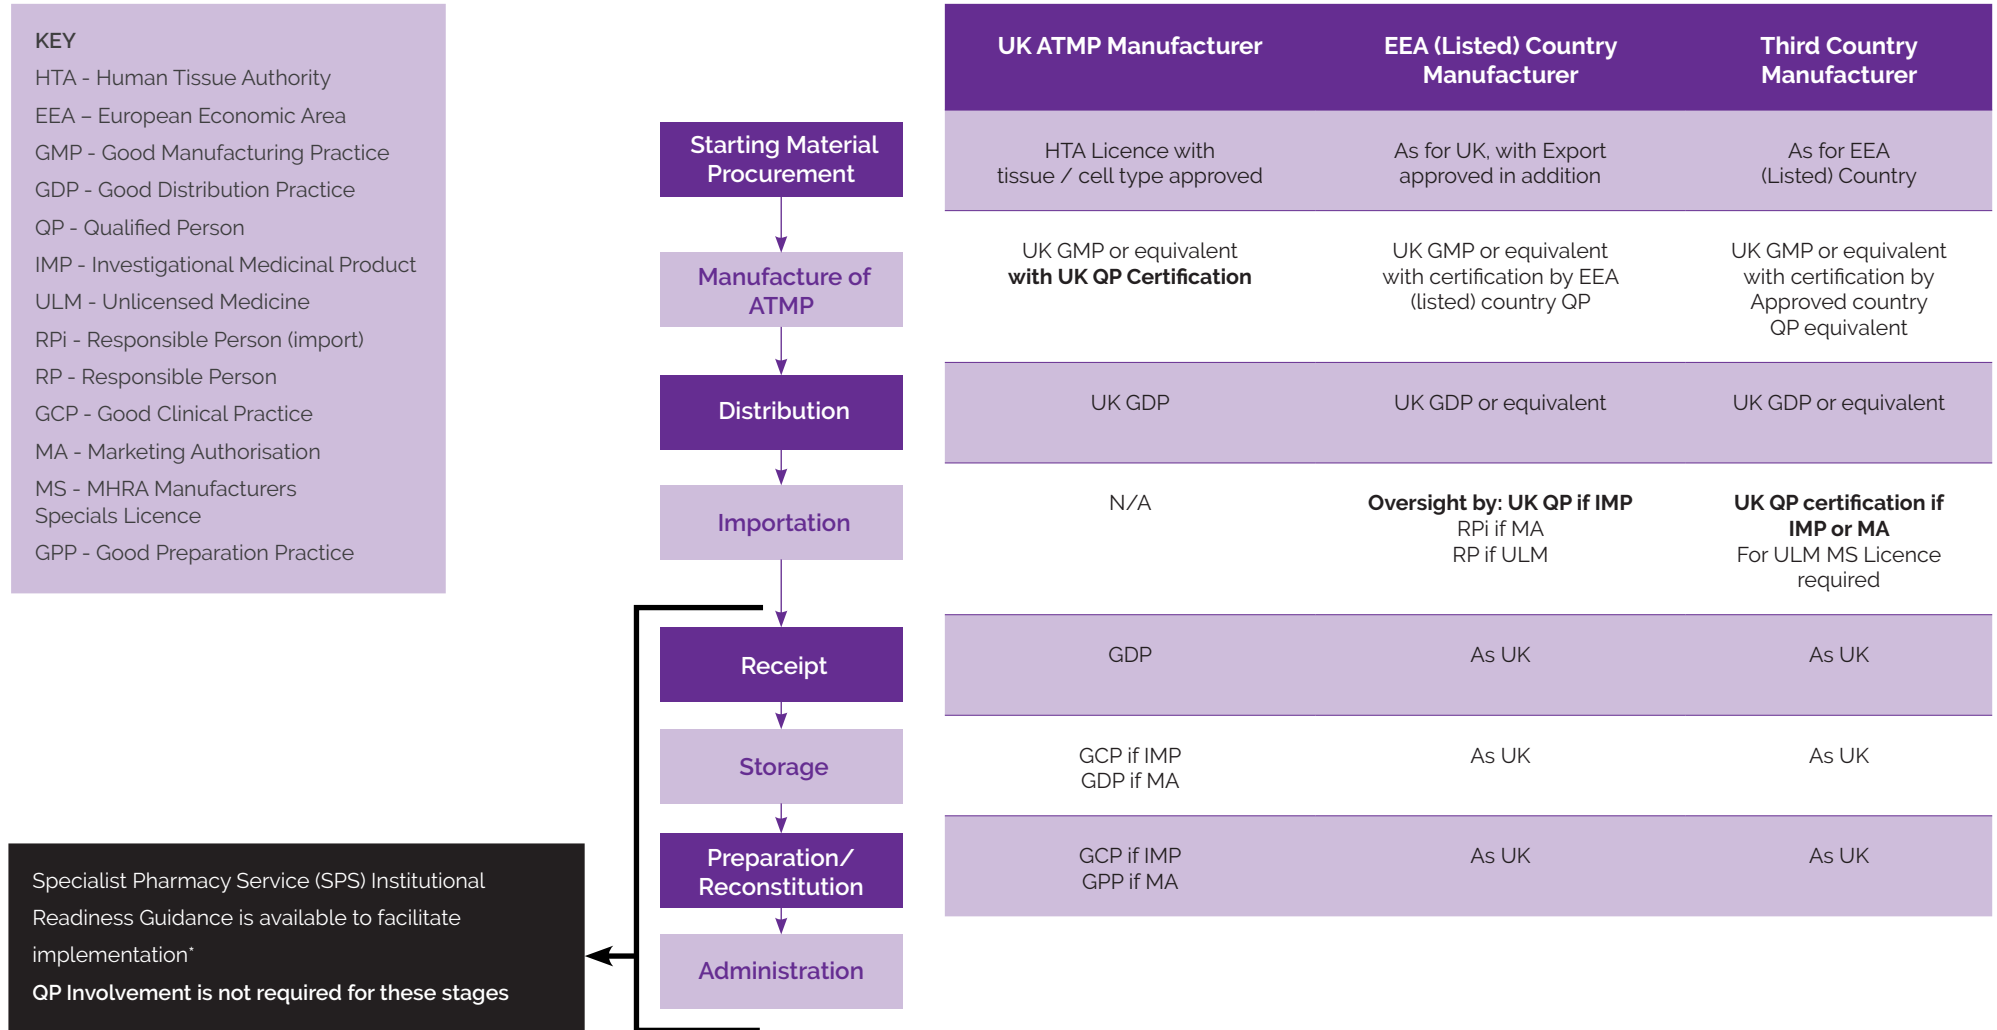 KEY
HTA - Human Tissue Authority
EEA – European Economic Area
GMP - Good Manufacturing Practice
GDP - Good Distribution Practice
QP - Qualified Person
IMP - Investigational Medicinal Product
ULM - Unlicensed Medicine
RPi - Responsible Person (import)
RP - Responsible Person
GCP - Good Clinical Practice
MA - Marketing Authorisation
MS - MHRA Manufacturers
Specials Licence
GPP - Good Preparation Practice
UK ATMP Manufacturer
EEA (Listed) Country
Manufacturer
Third Country
Manufacturer
Starting Material
Procurement
HTA Licence with
tissue / cell type approved
As for UK, with Export
approved in addition
As for EEA
(Listed) Country
Manufacture of
ATMP
UK GMP or equivalent
with UK QP Certification
UK GMP or equivalent
with certification by EEA
(listed) country QP
UK GMP or equivalent
with certification by
Approved country
QP equivalent
Distribution
UK GDP
UK GDP or equivalent
UK GDP or equivalent
Importation
N/A
Oversight by: UK QP if IMP
RPi if MA
RP if ULM
UK QP certification if
IMP or MA
For ULM MS Licence
required
Receipt
GDP
As UK
As UK
Storage
GCP if IMP
GDP if MA
As UK
As UK
Preparation/
Reconstitution
GCP if IMP
GPP if MA
As UK
As UK
Administration
Specialist Pharmacy Service (SPS) Institutional
Readiness Guidance is available to facilitate
implementation*
QP Involvement is not required for these stages